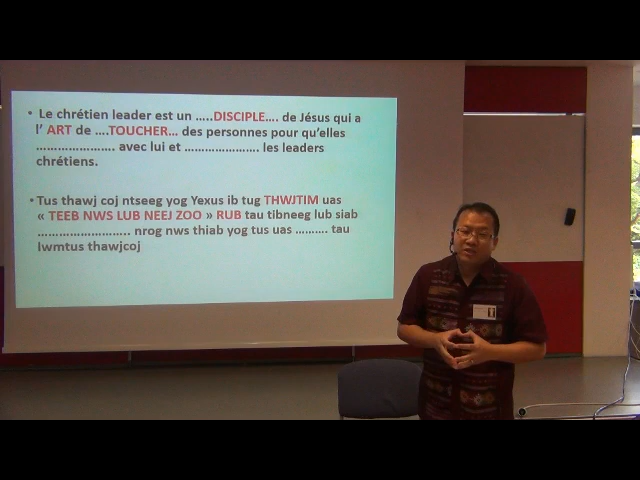 • Le chrétien leader est un …..DISCIPLE…. de Jésus qui a
l’ ART de ….TOUCHER… des personnes pour qu’elles
…………………. avec lui et …………………. les leaders
chrétiens.
• Tus thawj coj ntseeg yog Yexus ib tug THWJTIM uas
« TEEB NWS LUB NEEJ ZOO » RUB tau tibneeg lub siab
…………………….. nrog nws thiab yog tus uas ………. tau
lwmtus thawjcoj